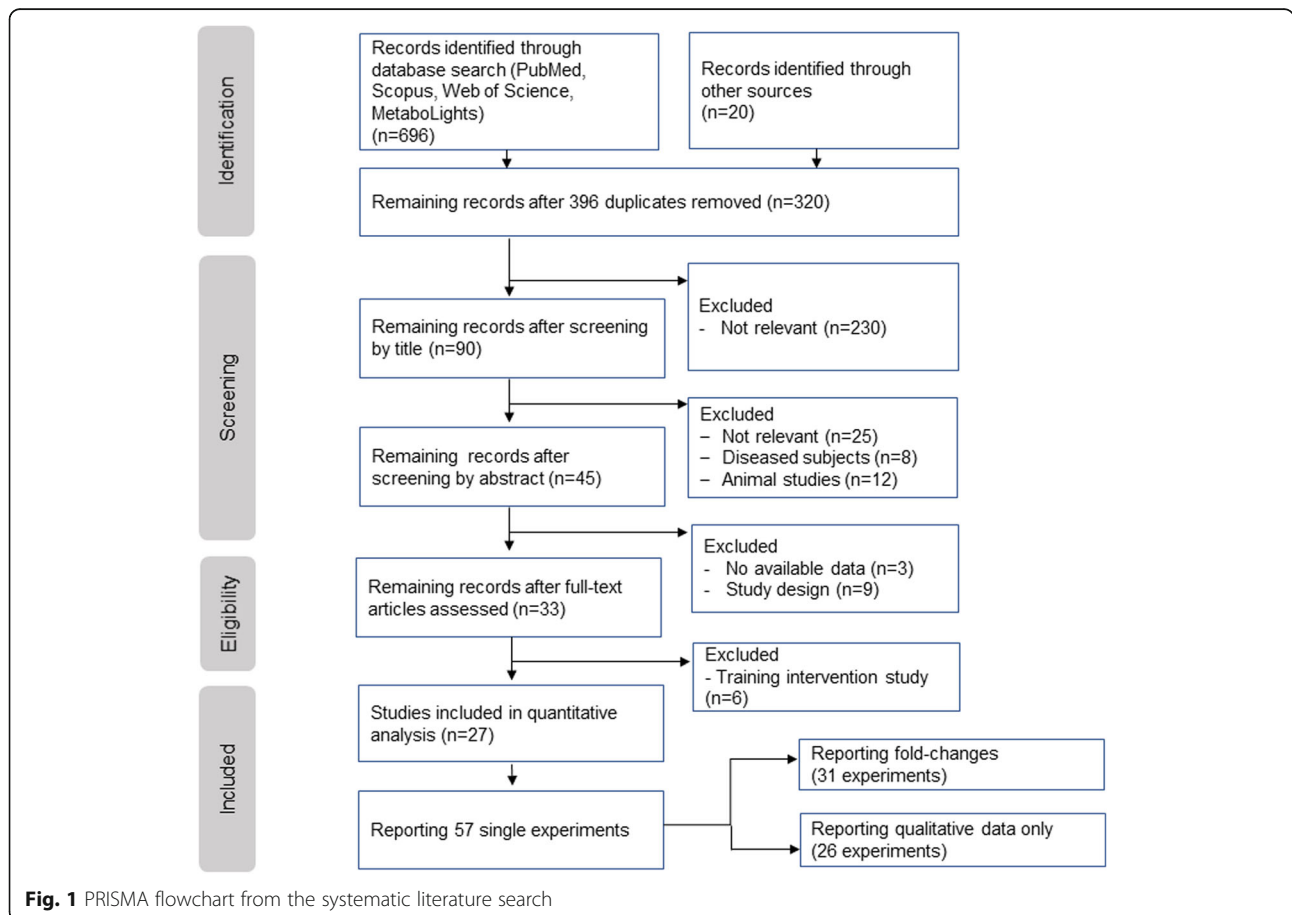 Identification
Records identified through
database search (PubMed,
Scopus, Web of Science,
MetaboLights)
(n=696)
Records identified through
other sources
(n=20)
Remaining records after 396 duplicates removed (n=320)
Screening
Excluded
- Not relevant (n=230)
Remaining records after screening
by title (n=90)
Excluded
– Not relevant (n=25)
– Diseased subjects (n=8)
– Animal studies (n=12)
Remaining records after
screening by abstract (n=45)
Excluded
- No available data (n=3)
- Study design (n=9)
Eligibility
Remaining records after full-text
articles assessed (n=33)
Excluded
- Training intervention study
(n=6)
Included
Studies included in quantitative
analysis (n=27)
Reporting 57 single experiments
Reporting fold-changes
(31 experiments)
Reporting qualitative data only
(26 experiments)
Fig. 1 PRISMA flowchart from the systematic literature search